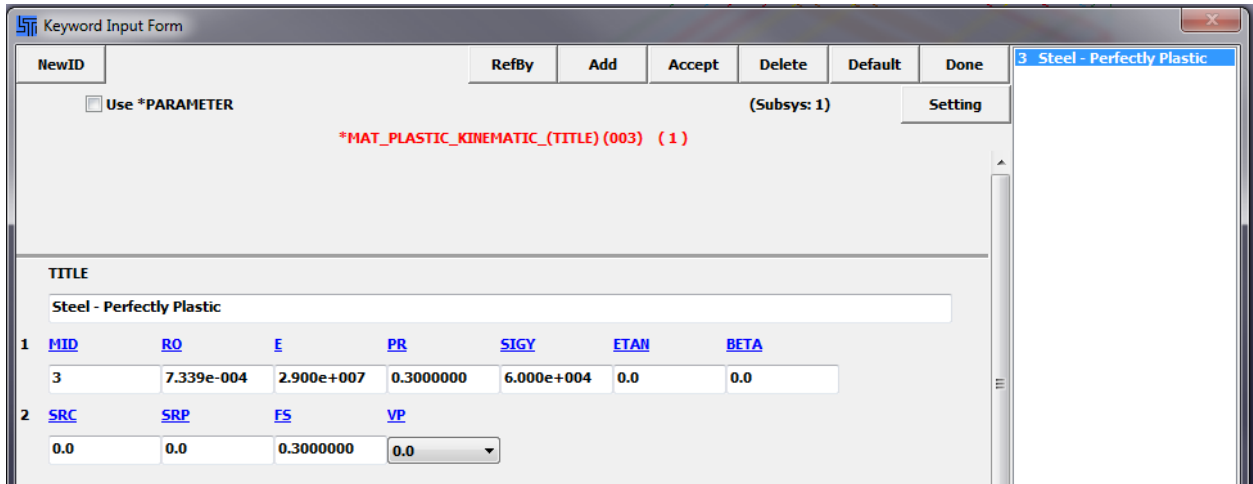 Keyword Input Form
NewID RefBy Add Accept Delete Default Done
3 Steel - Perfectly Plastic
Use *PARAMETER (Subsys: 1) Setting
*MAT_PLASTIC_KINEMATIC_(TITLE) (003) ( 1 )
TITLE
Steel - Perfectly Plastic
1 MID RO E PR SIGY ETAN BETA
3 7.339e-004 2.900e+007 0.3000000 6.000e+004 0.0 0.0
2 SRC SRP FS VP
0.0 0.0 0.3000000 0.0